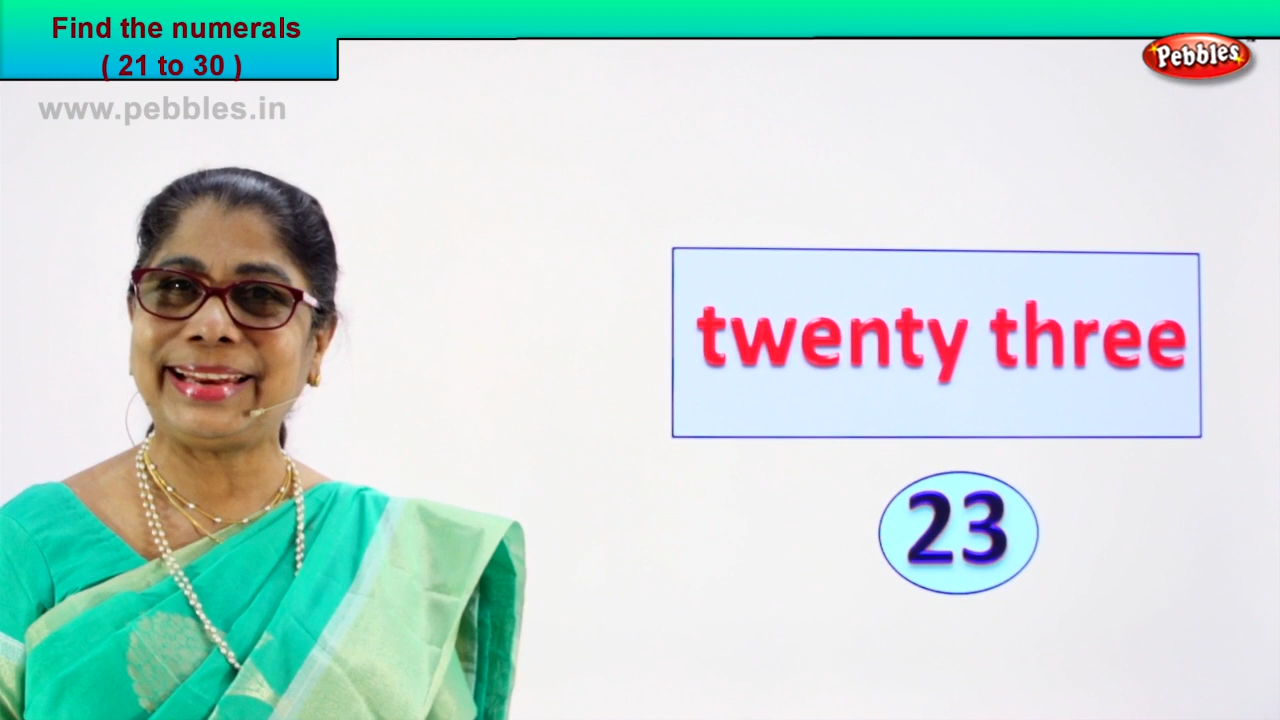 Find the numerals
( 21 to 30 )
Pebbles
www.pebbles.in
twenty three
23